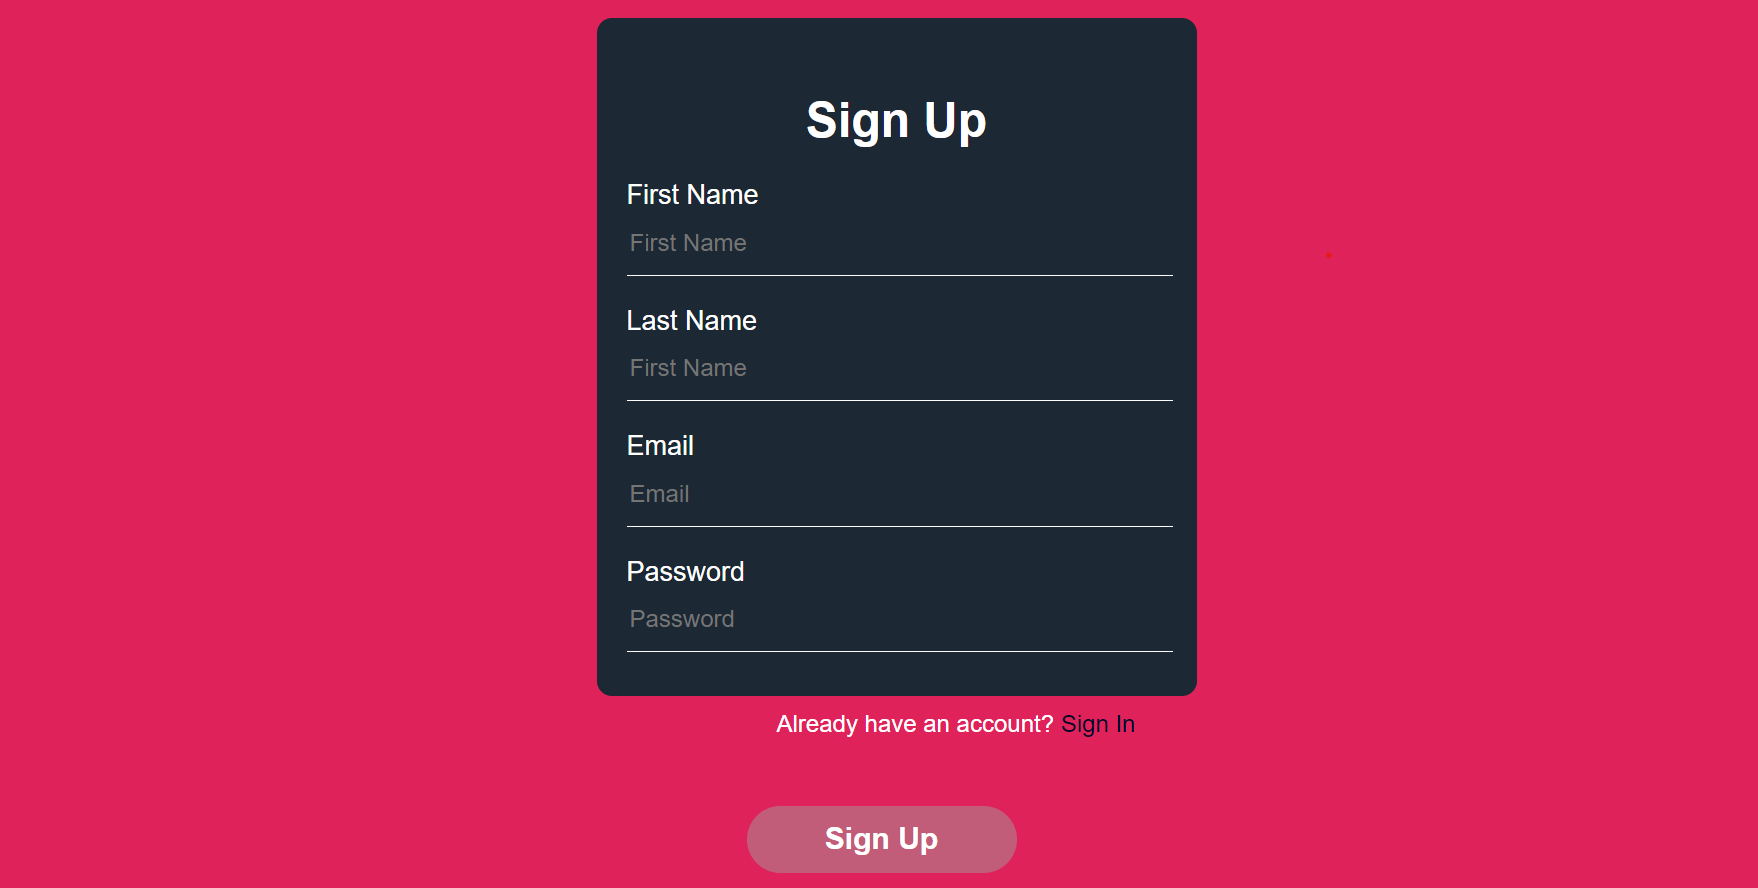 Sign Up
First Name
First Name
Last Name
First Name
Email
Email
Password
Password
Already have an account? Sign In
Sign Up